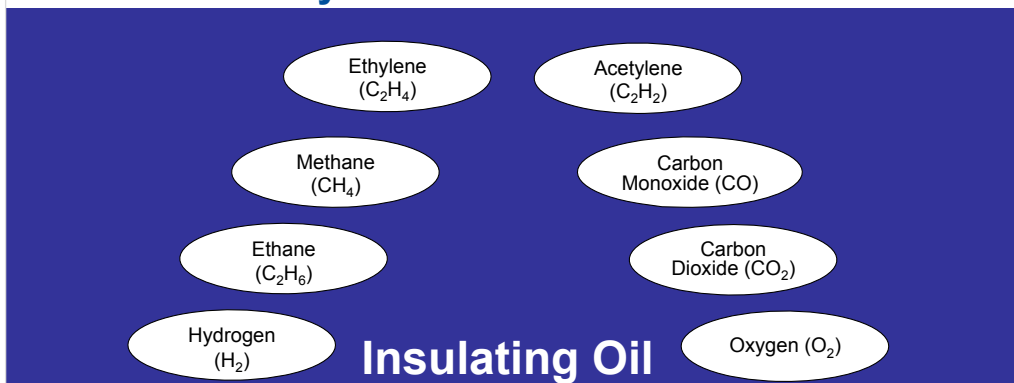 Ethylene
(C₂H₄)
Acetylene
(C₂H₂)
Methane
(CH₄)
Carbon
Monoxide (CO)
Ethane
(C₂H₆)
Carbon
Dioxide (CO₂)
Hydrogen
(H₂)
Insulating Oil
Oxygen (O₂)